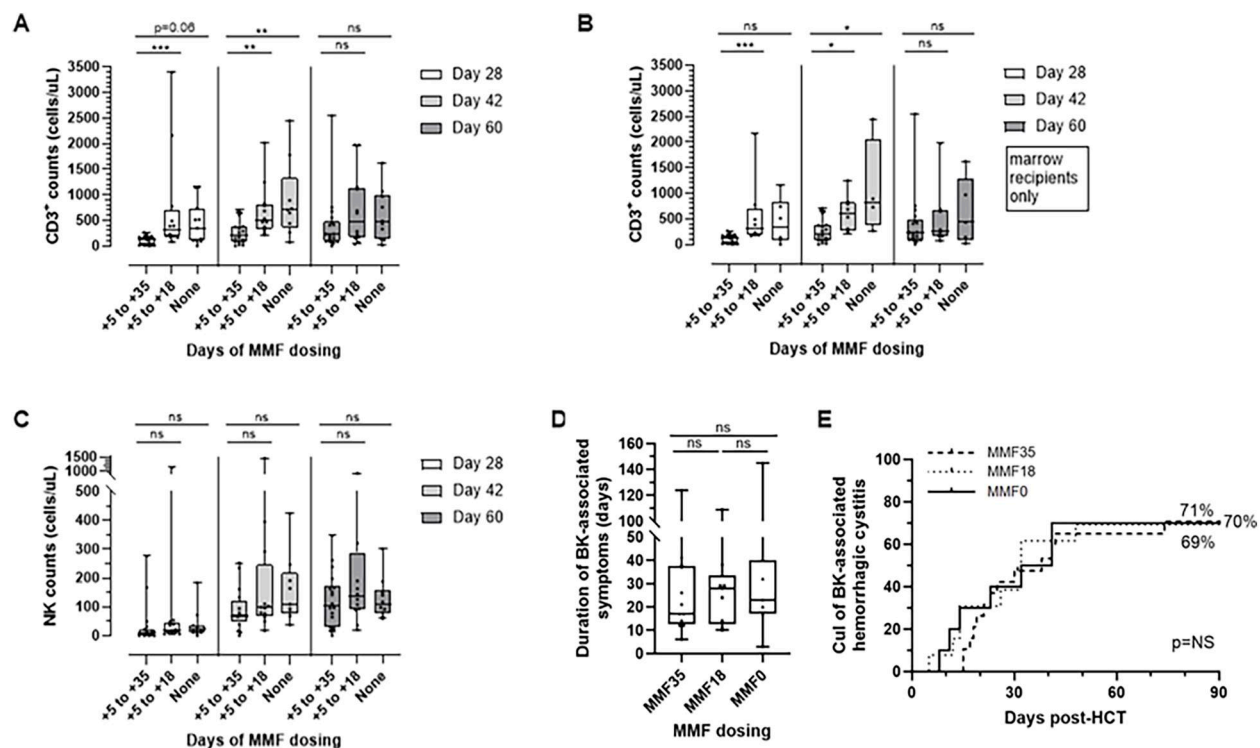 A
p=0.06
**
ns
***
**
ns
CD3+ counts (cells/uL)
3500
3000
2500
2000
1500
1000
500
0
+5 to +35
+5 to +18
None
+5 to +35
+5 to +18
None
+5 to +35
+5 to +18
None
Days of MMF dosing
Day 28
Day 42
Day 60
B
ns
*
ns
***
*
ns
CD3+ counts (cells/uL)
3500
3000
2500
2000
1500
1000
500
0
+5 to +35
+5 to +18
None
+5 to +35
+5 to +18
None
+5 to +35
+5 to +18
None
Days of MMF dosing
Day 28
Day 42
Day 60
marrow
recipients
only
C
ns
ns
ns
ns
ns
ns
NK counts (cells/uL)
1500
1000
500
400
300
200
100
0
+5 to +35
+5 to +18
None
+5 to +35
+5 to +18
None
+5 to +35
+5 to +18
None
Days of MMF dosing
Day 28
Day 42
Day 60
D
ns
ns
ns
Duration of BK-associated
symptoms (days)
160
140
120
100
50
40
30
20
10
0
MMF35
MMF18
MMF0
MMF dosing
E
MMF35
MMF18
MMF0
CuI of BK-associated
hemorrhagic cystitis
100
80
60
40
20
0
71%
70%
69%
p=NS
0
30
60
90
Days post-HCT